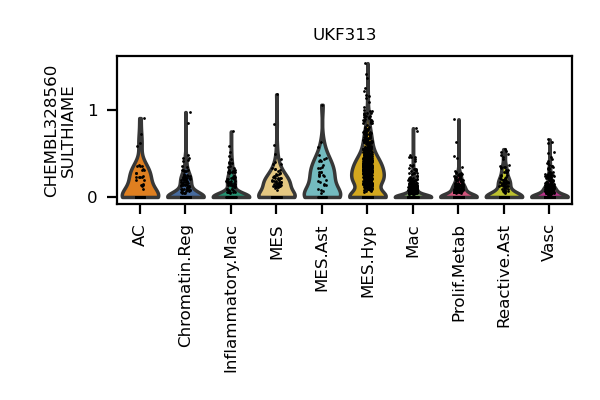 UKF313
CHEMBL328560
SULTHIAME
1
0
AC
Chromatin.Reg
Inflammatory.Mac
MES
MES.Ast
MES.Hyp
Mac
Prolif.Metab
Reactive.Ast
Vasc